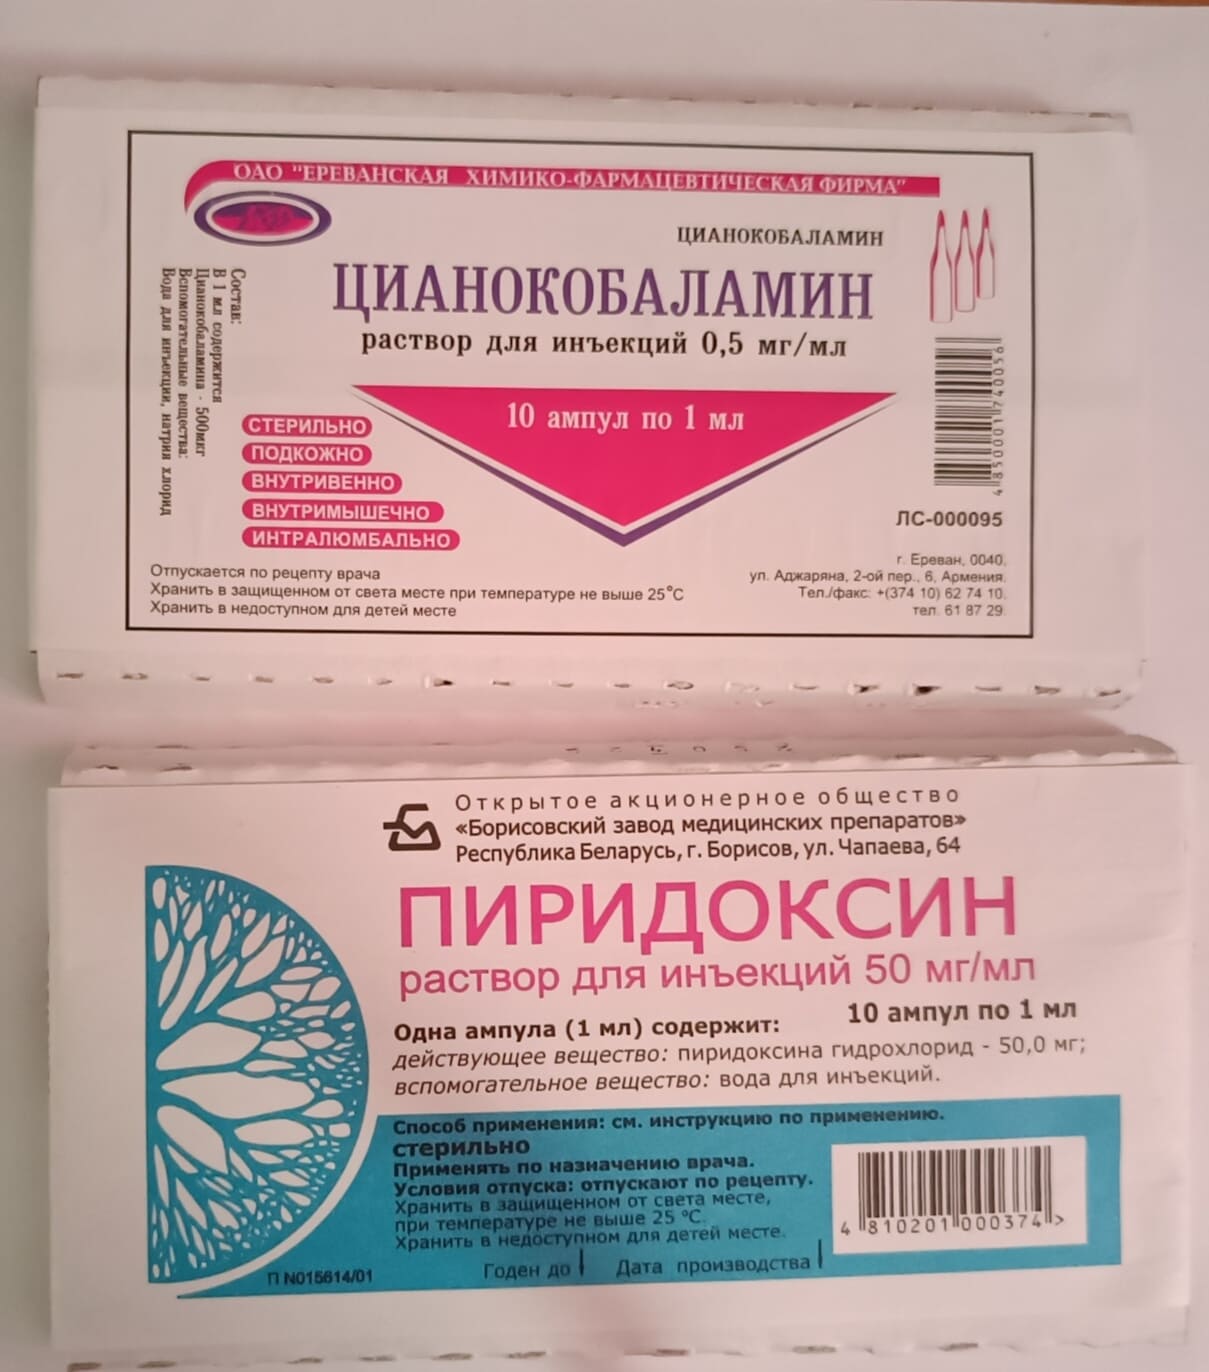 ОАО "ЕРЕВАНСКАЯ ХИМИКО-ФАРМАЦЕВТИЧЕСКАЯ ФИРМА"
ЦИАНОКОБАЛАМИН
ЦИАНОКОБАЛАМИН
раствор для инъекций 0,5 мг/мл
10 ампул по 1 мл
Состав:
В 1 мл содержится
Цианокобаламина - 500мкг
Вспомогательные вещества:
Вода для инъекции, натрия хлорид
СТЕРИЛЬНО
ПОДКОЖНО
ВНУТРИВЕННО
ВНУТРИМЫШЕЧНО
ИНТРАЛЮМБАЛЬНО
4850001740056
ЛС-000095
Отпускается по рецепту врача
Хранить в защищенном от света месте при температуре не выше 25°С
Хранить в недоступном для детей месте
г. Ереван, 0040,
ул. Аджаряна, 2-ой пер., 6, Армения.
Тел./факс: +(374 10) 62 74 10.
тел. 61 87 29.
Открытое акционерное общество
«Борисовский завод медицинских препаратов»
Республика Беларусь, г. Борисов, ул. Чапаева, 64
ПИРИДОКСИН
раствор для инъекций 50 мг/мл
10 ампул по 1 мл
Одна ампула (1 мл) содержит:
действующее вещество: пиридоксина гидрохлорид - 50,0 мг;
вспомогательное вещество: вода для инъекций.
Способ применения: см. инструкцию по применению.
стерильно
Применять по назначению врача.
Условия отпуска: отпускают по рецепту.
Хранить в защищенном от света месте,
при температуре не выше 25 °С.
Хранить в недоступном для детей месте.
4 810201 000374 >
Годен до Дата производства
П N015614/01